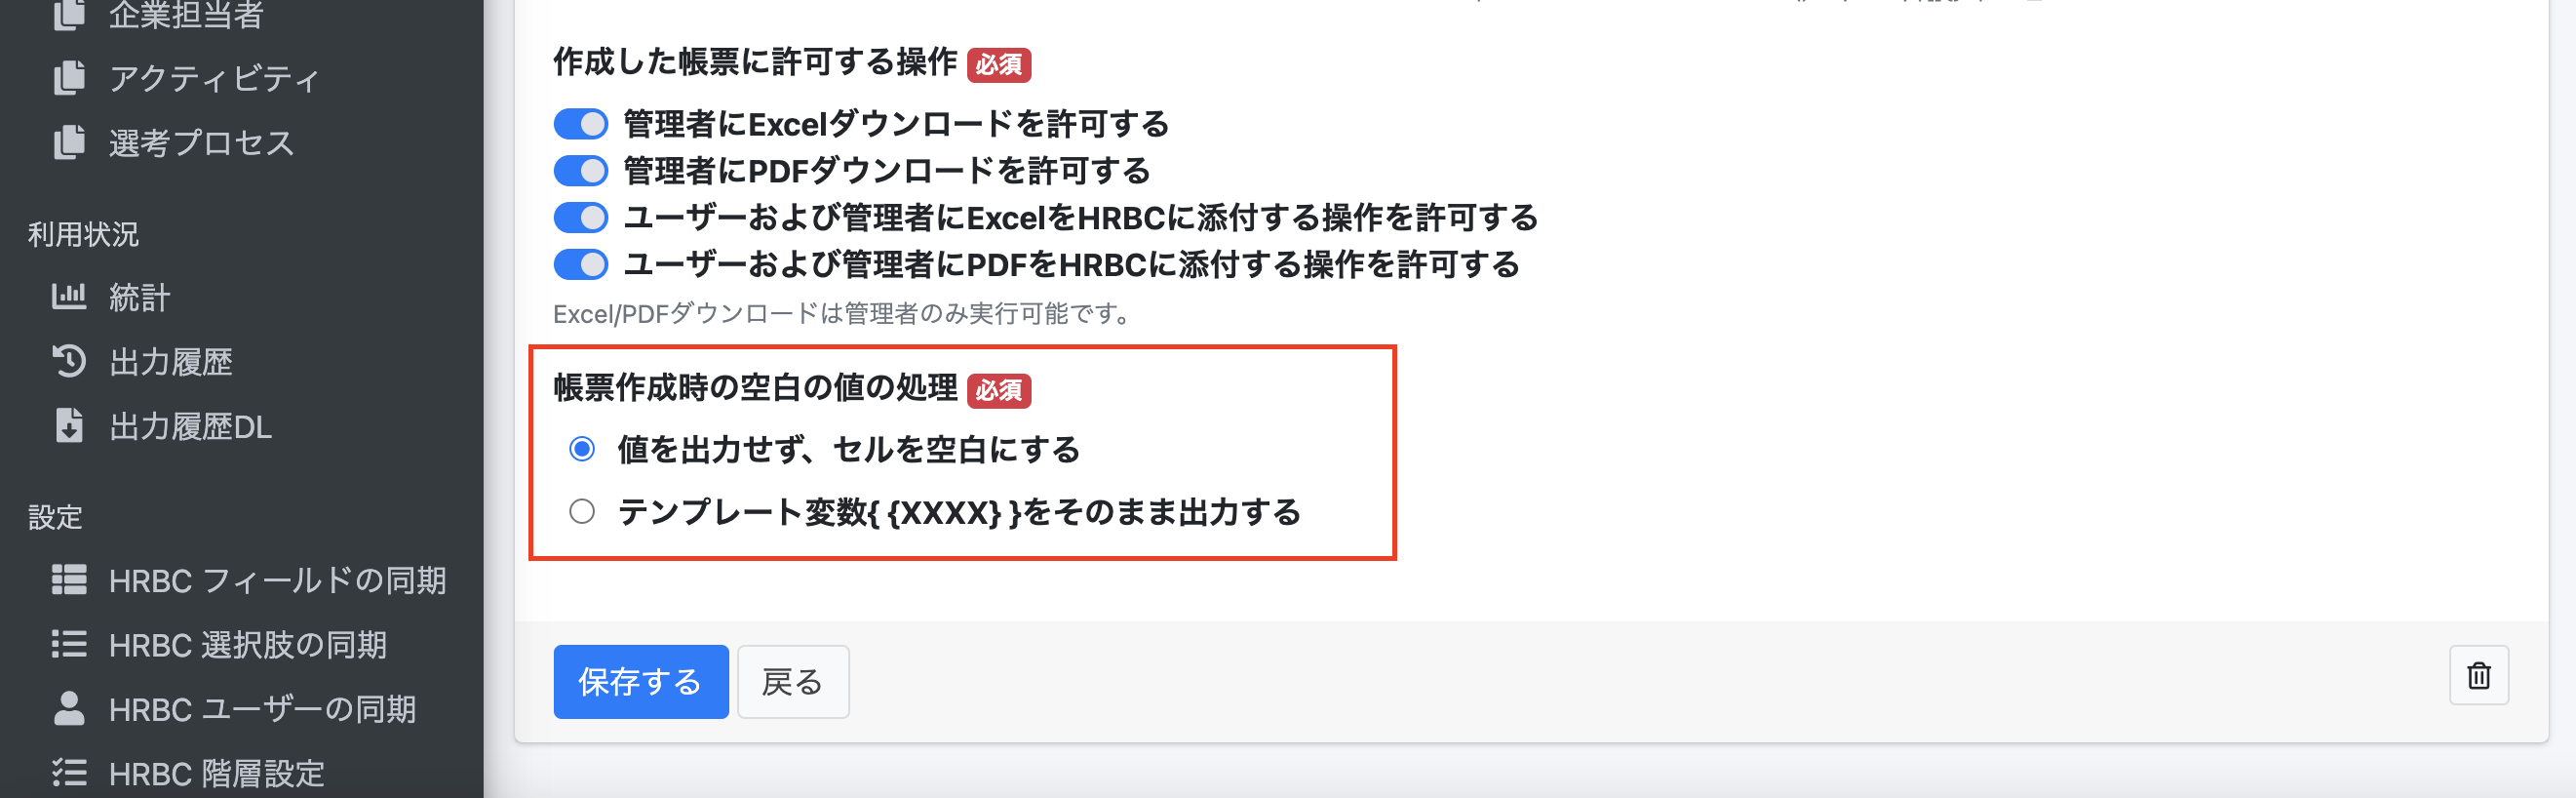 企業担当者
アクティビティ
選考プロセス
利用状況
統計
出力履歴
出力履歴DL
設定
HRBC フィールドの同期
HRBC 選択肢の同期
HRBC ユーザーの同期
HRBC 階層設定
作成した帳票に許可する操作 必須
管理者にExcelダウンロードを許可する
管理者にPDFダウンロードを許可する
ユーザーおよび管理者にExcelをHRBCに添付する操作を許可する
ユーザーおよび管理者にPDFをHRBCに添付する操作を許可する
Excel/PDFダウンロードは管理者のみ実行可能です。
帳票作成時の空白の値の処理 必須
値を出力せず、セルを空白にする
テンプレート変数{ {XXXX} }をそのまま出力する
保存する 戻る